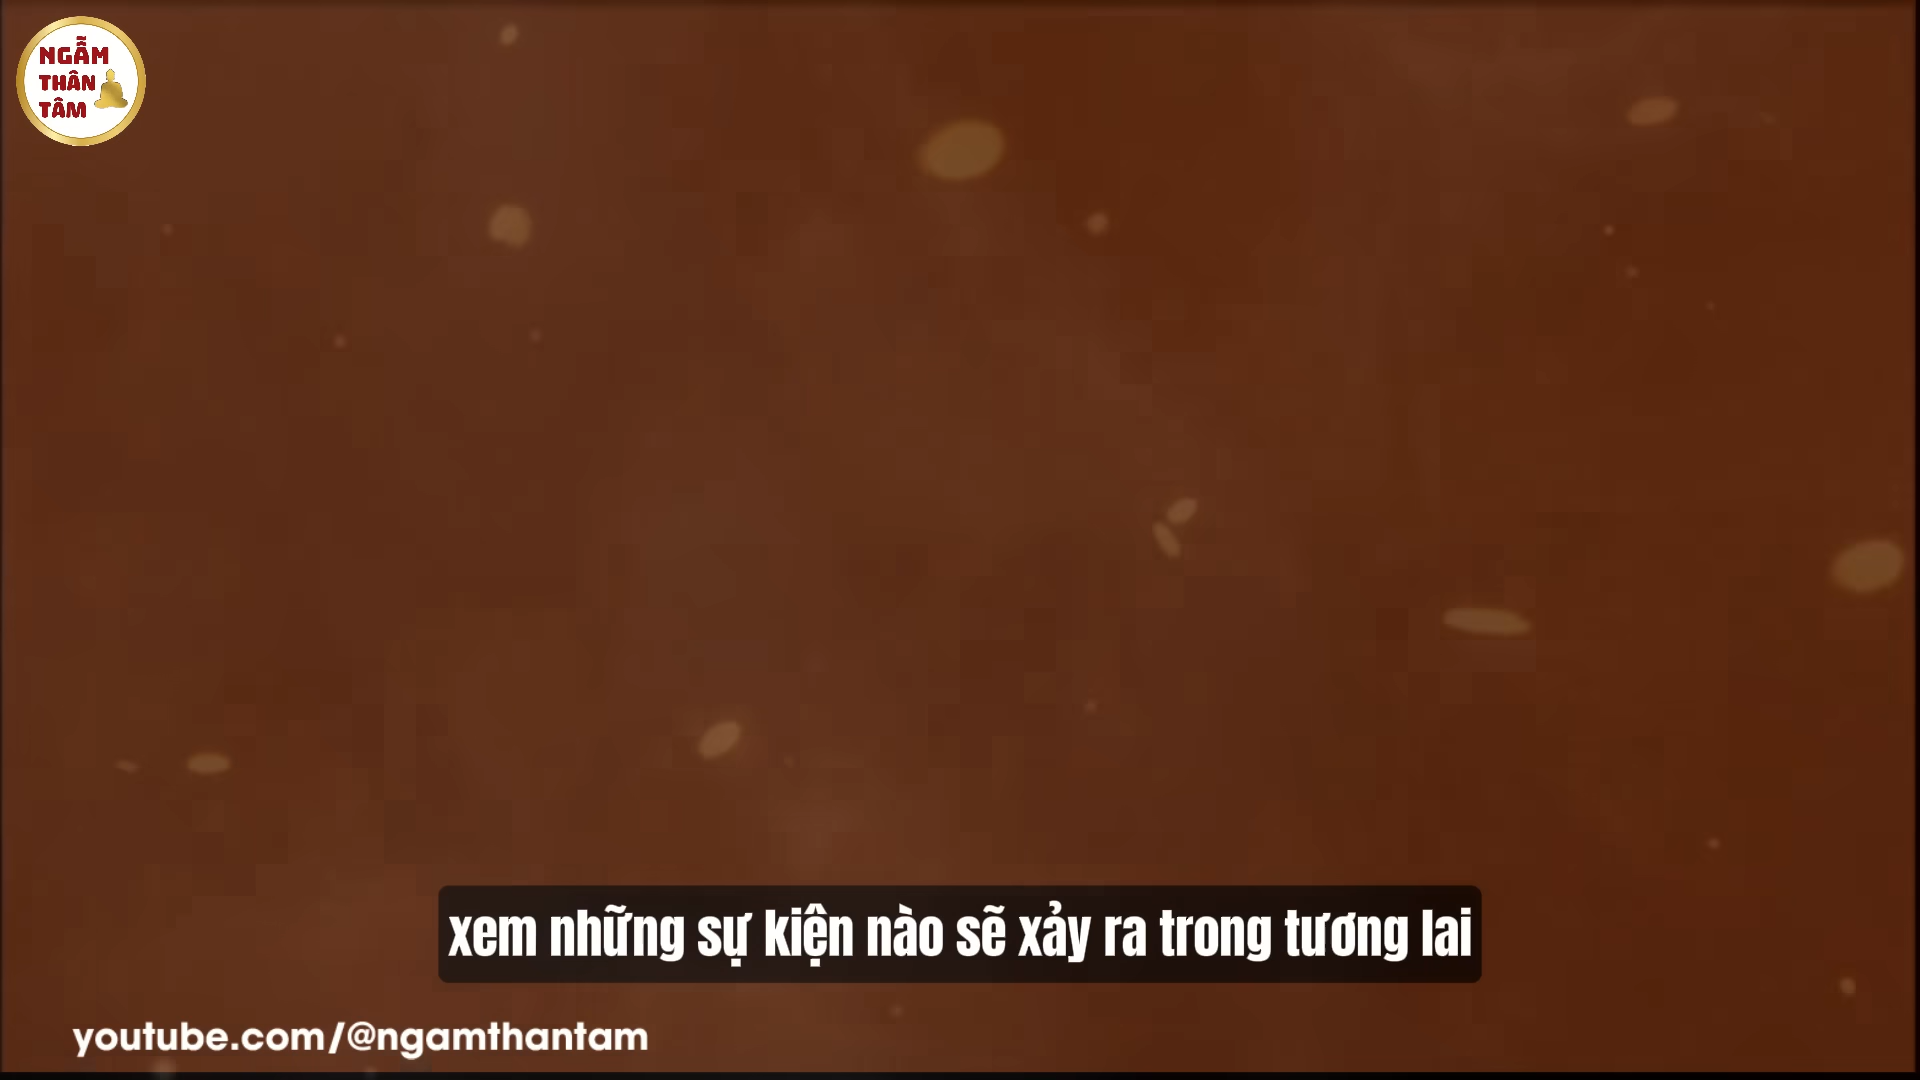 NGẪM
THÂN
TÂM
xem những sự kiện nào sẽ xảy ra trong tương lai
youtube.com/@ngamthantam